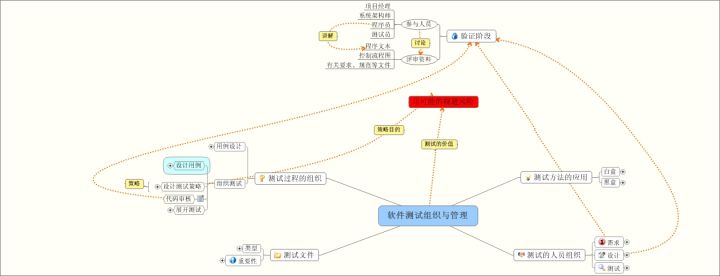 项目经理
系统架构师
程序员
测试员
参与人员
讲解
讨论
验证阶段
程序文本
控制流程图
有关要求、规范等文件
评审资料
策略目的
测试的价值
用例设计
设计用例
策略
设计测试策略
组织测试
代码审核
展开测试
测试过程的组织
测试方法的应用
白盒
黑盒
软件测试组织与管理
类型
重要性
测试文件
测试的人员组织
需求
设计
测试